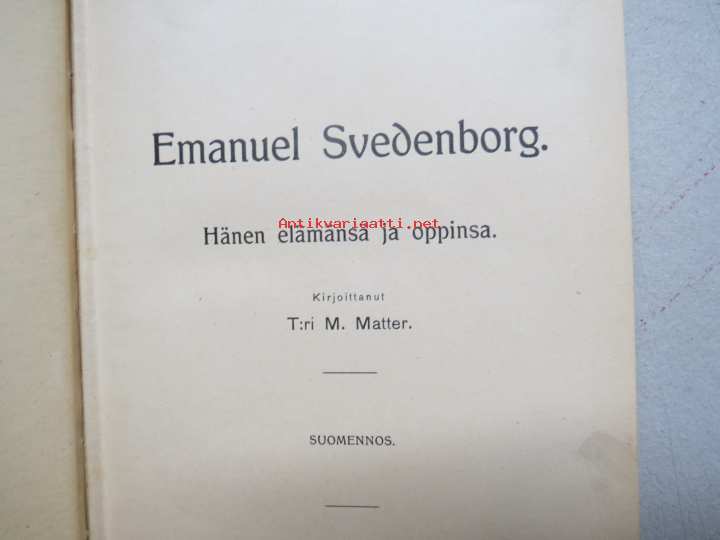 Emanuel Svedenborg.
Antikvariaatti.net
Hänen elämänsä ja oppinsa.
Kirjoittanut
T:ri M. Matter.
SUOMENNOS.